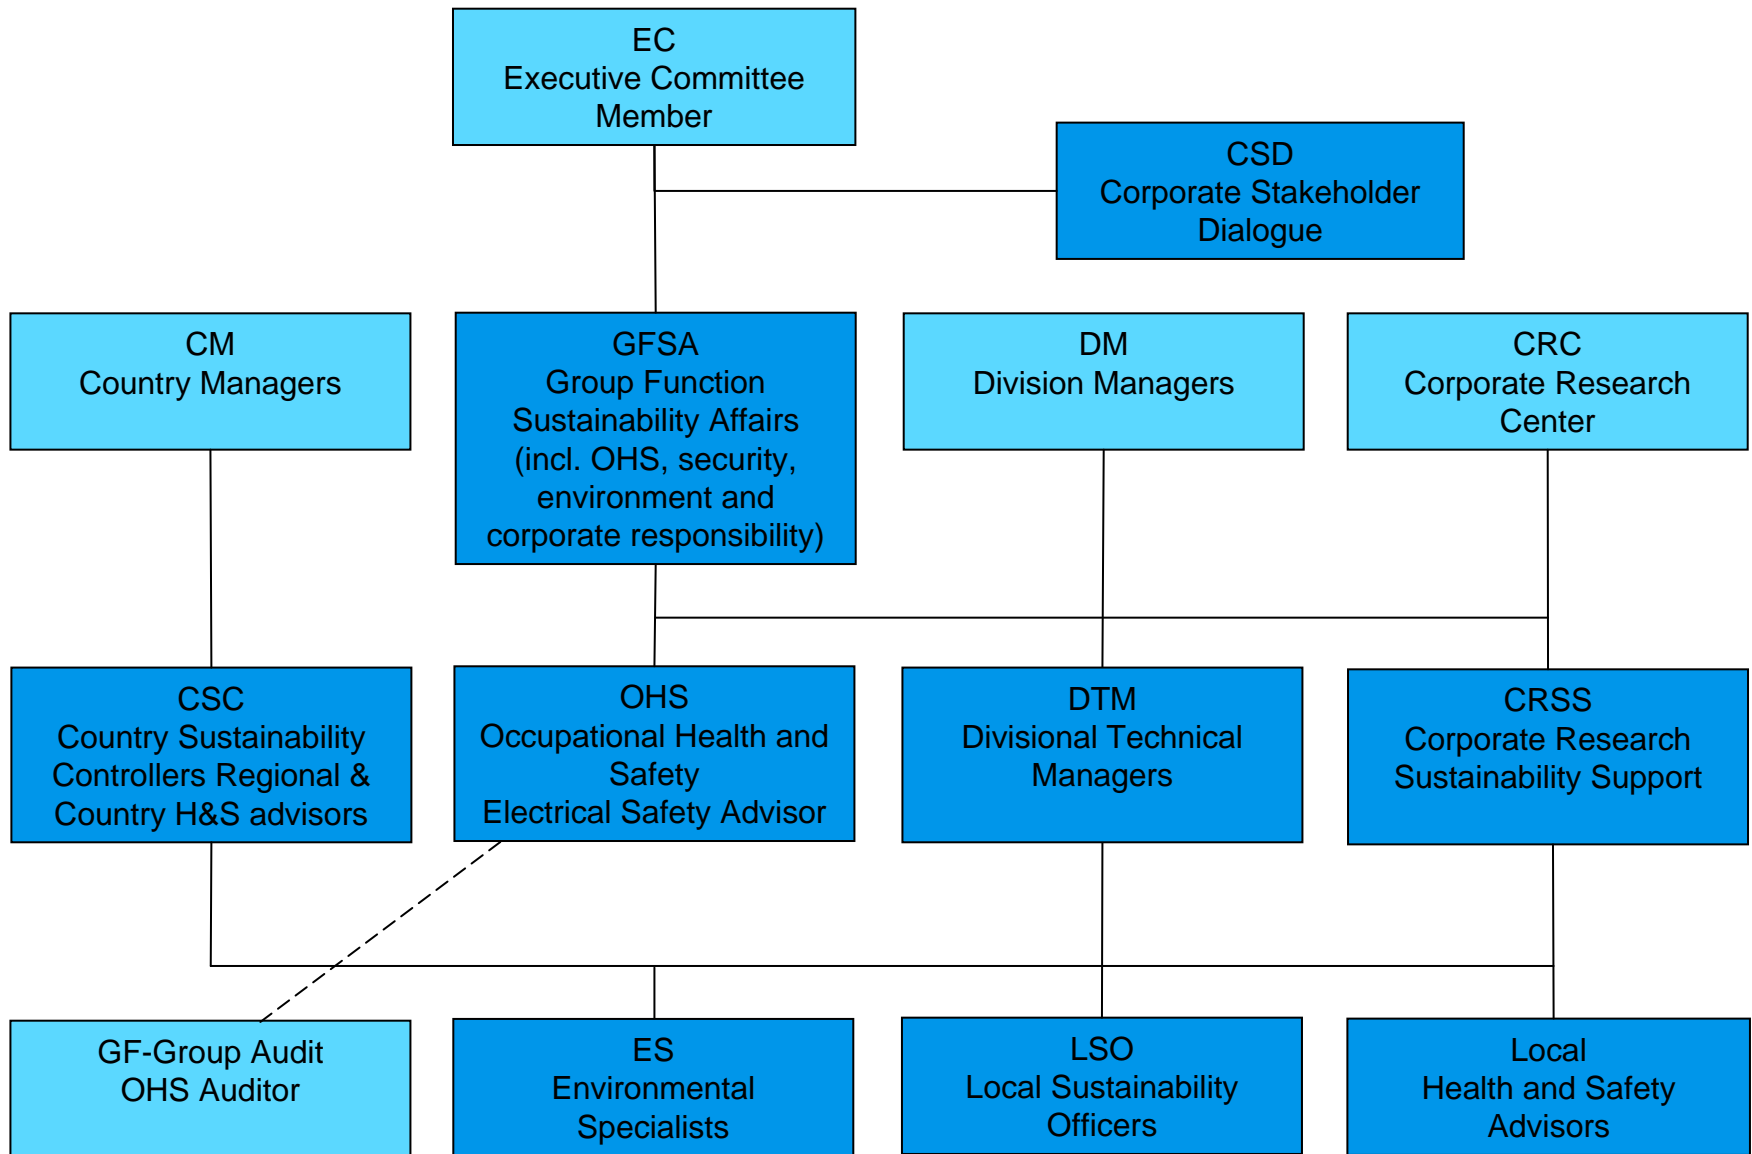 EC
Executive Committee
Member
CSD
Corporate Stakeholder
Dialogue
CM
Country Managers
GFSA
Group Function
Sustainability Affairs
(incl. OHS, security,
environment and
corporate responsibility)
DM
Division Managers
CRC
Corporate Research
Center
CSC
Country Sustainability
Controllers Regional &
Country H&S advisors
OHS
Occupational Health and
Safety
Electrical Safety Advisor
DTM
Divisional Technical
Managers
CRSS
Corporate Research
Sustainability Support
GF-Group Audit
OHS Auditor
ES
Environmental
Specialists
LSO
Local Sustainability
Officers
Local
Health and Safety
Advisors